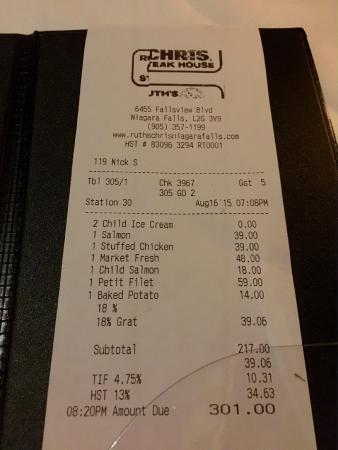 CHRIS
STEAK HOUSE
UTH'S
6455 Fallsview Blvd
Niagara Falls, L2G 3V9
(905) 357-1199
www.ruthschrisniagarafalls.com
HST # 83096 3294 RT0001
119 Nick S
Tbl 305/1 Chk 3967 Gst 5
305 GO 2
Station 30 Aug16'15 07:08PM
2 Child Ice Cream 0.00
1 Salmon 39.00
1 Stuffed Chicken 39.00
1 Market Fresh 48.00
1 Child Salmon 18.00
1 Petit Filet 59.00
1 Baked Potato 14.00
18 %
18% Grat 39.06
Subtotal 217.00
39.06
TIF 4.75% 10.31
HST 13% 34.63
08:20PM Amount Due 301.00